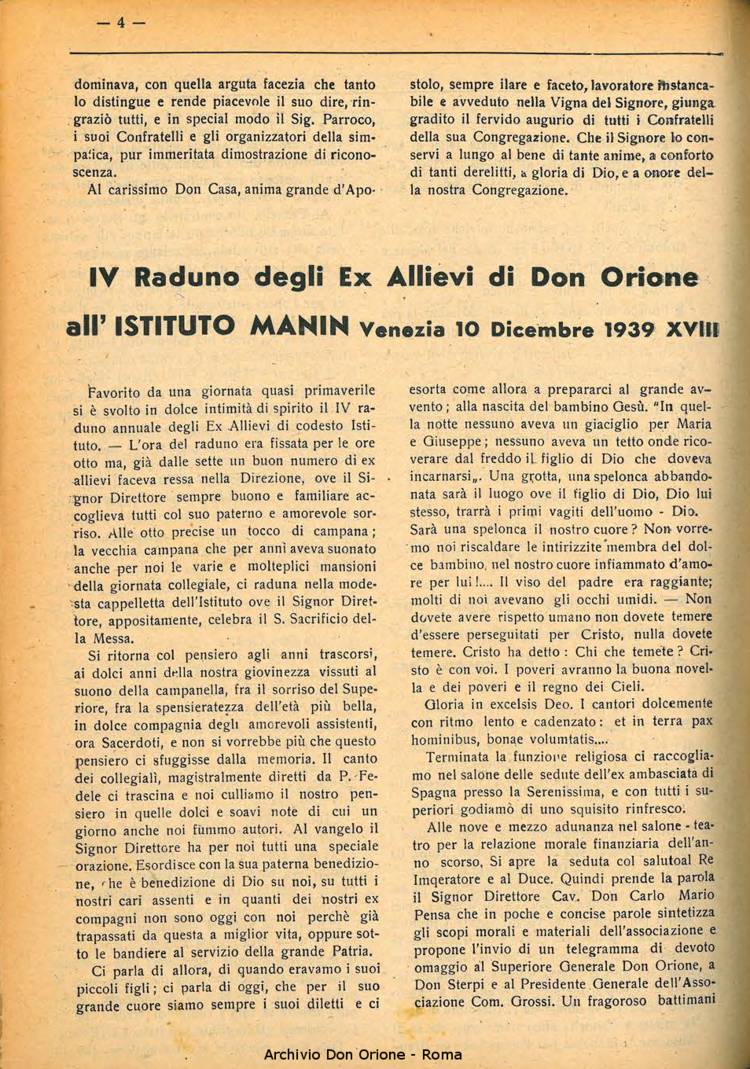 — 4 —
dominava, con quella arguta facezia che tanto
lo distingue e rende piacevole il suo dire, rin-
graziò tutti, e in special modo il Sig. Parroco,
i suoi Confratelli e gli organizzatori della sim-
patica, pur immeritata dimostrazione di ricono-
scenza.
Al carissimo Don Casa, anima grande d'Apo-
stolo, sempre ilare e faceto, lavoratore instanca-
bile e avveduto nella Vigna del Signore, giunga
gradito il fervido augurio di tutti i Confratelli
della sua Congregazione. Che il Signore lo con-
servi a lungo al bene di tante anime, a conforto
di tanti derelitti, a gloria di Dio, e a onore del-
la nostra Congregazione.
IV Raduno degli Ex Allievi di Don Orione
all' ISTITUTO MANIN Venezia 10 Dicembre 1939 XVIII
Favorito da una giornata quasi primaverile
si è svolto in dolce intimità di spirito il IV ra-
duno annuale degli Ex Allievi di codesto Isti-
tuto. — L'ora del raduno era fissata per le ore
otto ma, già dalle sette un buon numero di ex
allievi faceva ressa nella Direzione, ove il Si-
gnor Direttore sempre buono e familiare ac-
coglieva tutti col suo paterno e amorevole sor-
riso. Alle otto precise un tocco di campana;
la vecchia campana che per anni aveva suonato
anche per noi le varie e molteplici mansioni
della giornata collegiale, ci raduna nella mode-
sta cappelletta dell'Istituto ove il Signor Diret-
tore, appositamente, celebra il S. Sacrificio del-
la Messa.
Si ritorna col pensiero agli anni trascorsi,
ai dolci anni della nostra giovinezza vissuti al
suono della campanella, fra il sorriso del Supe-
riore, fra la spensieratezza dell'età più bella,
in dolce compagnia degli amorevoli assistenti,
ora Sacerdoti, e non si vorrebbe più che questo
pensiero ci sfuggisse dalla memoria. Il canto
dei collegiali, magistralmente diretti da P. Fe-
dele ci trascina e noi culliamo il nostro pen-
siero in quelle dolci e soavi note di cui un
giorno anche noi fummo autori. Al vangelo il
Signor Direttore ha per noi tutti una speciale
orazione. Esordisce con la sua paterna benedizio-
ne, che è benedizione di Dio su noi, su tutti i
nostri cari assenti e in quanti dei nostri ex
compagni non sono oggi con noi perchè già
trapassati da questa a miglior vita, oppure sot-
to le bandiere al servizio della grande Patria.
Ci parla di allora, di quando eravamo i suoi
piccoli figli; ci parla di oggi, che per il suo
grande cuore siamo sempre i suoi diletti e ci
esorta come allora a prepararci al grande av-
vento; alla nascita del bambino Gesù. "In quel-
la notte nessuno aveva un giaciglio per Maria
e Giuseppe; nessuno aveva un tetto onde rico-
verare dal freddo il figlio di Dio che doveva
incarnarsi„. Una grotta, una spelonca abbando-
nata sarà il luogo ove il figlio di Dio, Dio lui
stesso, trarrà i primi vagiti dell'uomo - Dio.
Sarà una spelonca il nostro cuore? Non vorre-
mo noi riscaldare le intirizzite membra del dol-
ce bambino, nel nostro cuore infiammato d'amo-
re per lui!.... Il viso del padre era raggiante;
molti di noi avevano gli occhi umidi. — Non
dovete avere rispetto umano non dovete temere
d'essere perseguitati per Cristo, nulla dovete
temere. Cristo ha detto: Chi che temete? Cri-
sto è con voi. I poveri avranno la buona novel-
la e dei poveri e il regno dei Cieli.
Gloria in excelsis Deo. I cantori dolcemente
con ritmo lento e cadenzato: et in terra pax
hominibus, bonae volumtatis....
Terminata la funzione religiosa ci raccoglia-
mo nel salone delle sedute dell'ex ambasciata di
Spagna presso la Serenissima, e con tutti i su-
periori godiamo di uno squisito rinfresco.
Alle nove e mezzo adunanza nel salone - tea-
tro per la relazione morale finanziaria dell'an-
no scorso, Si apre la seduta col salutoal Re
Imqeratore e al Duce. Quindi prende la parola
il Signor Direttore Cav. Don Carlo Mario
Pensa che in poche e concise parole sintetizza
gli scopi morali e materiali dell'associazione e
propone l'invio di un telegramma di devoto
omaggio al Superiore Generale Don Orione, a
Don Sterpi e al Presidente Generale dell'Asso-
ciazione Com. Grossi. Un fragoroso battimani
Archivio Don Orione - Roma